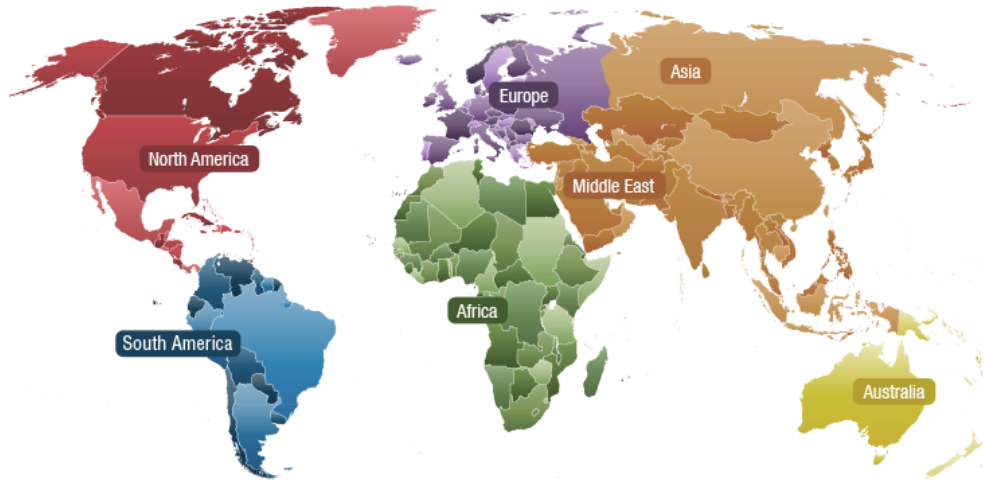 Asia
Europe
North America
Middle East
Africa
South America
Australia